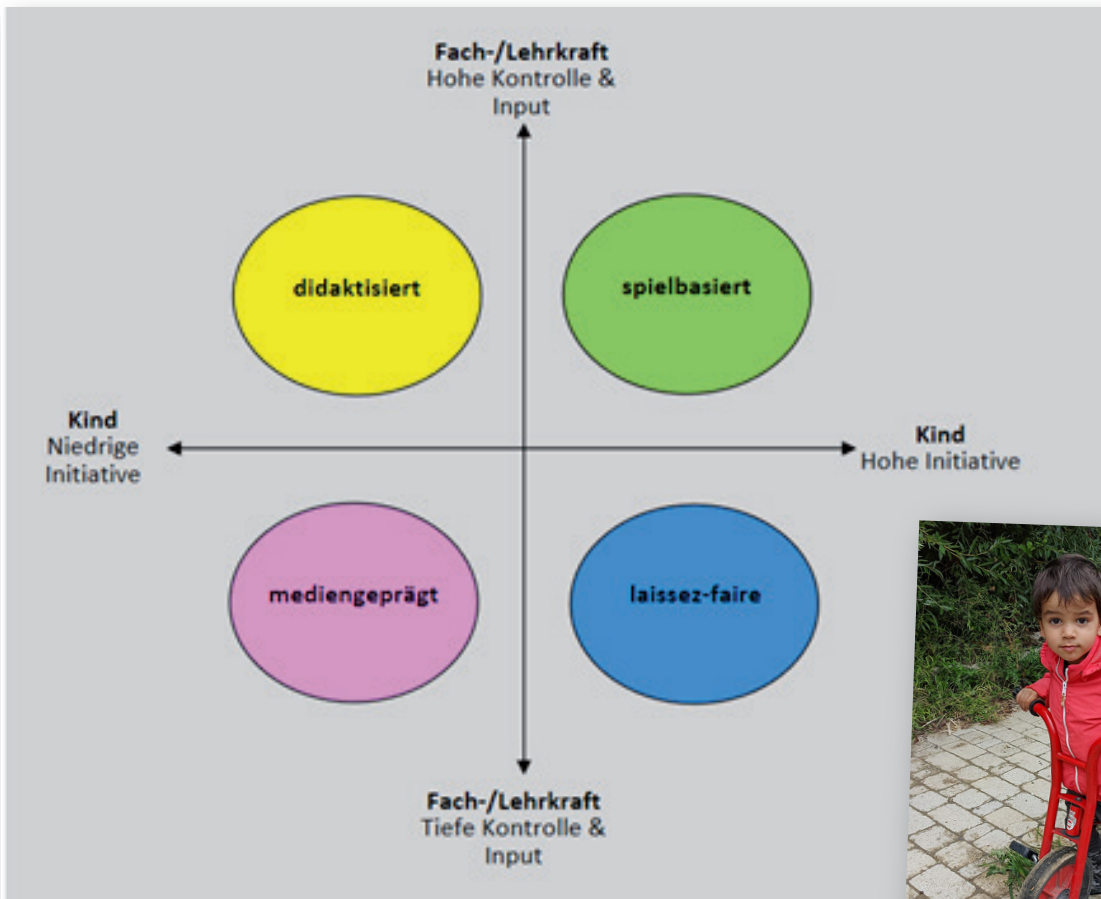 Fach-/Lehrkraft
Hohe Kontrolle &
Input
didaktisiert
spielbasiert
Kind
Niedrige
Initiative
Kind
Hohe Initiative
mediengeprägt
laissez-faire
Fach-/Lehrkraft
Tiefe Kontrolle &
Input